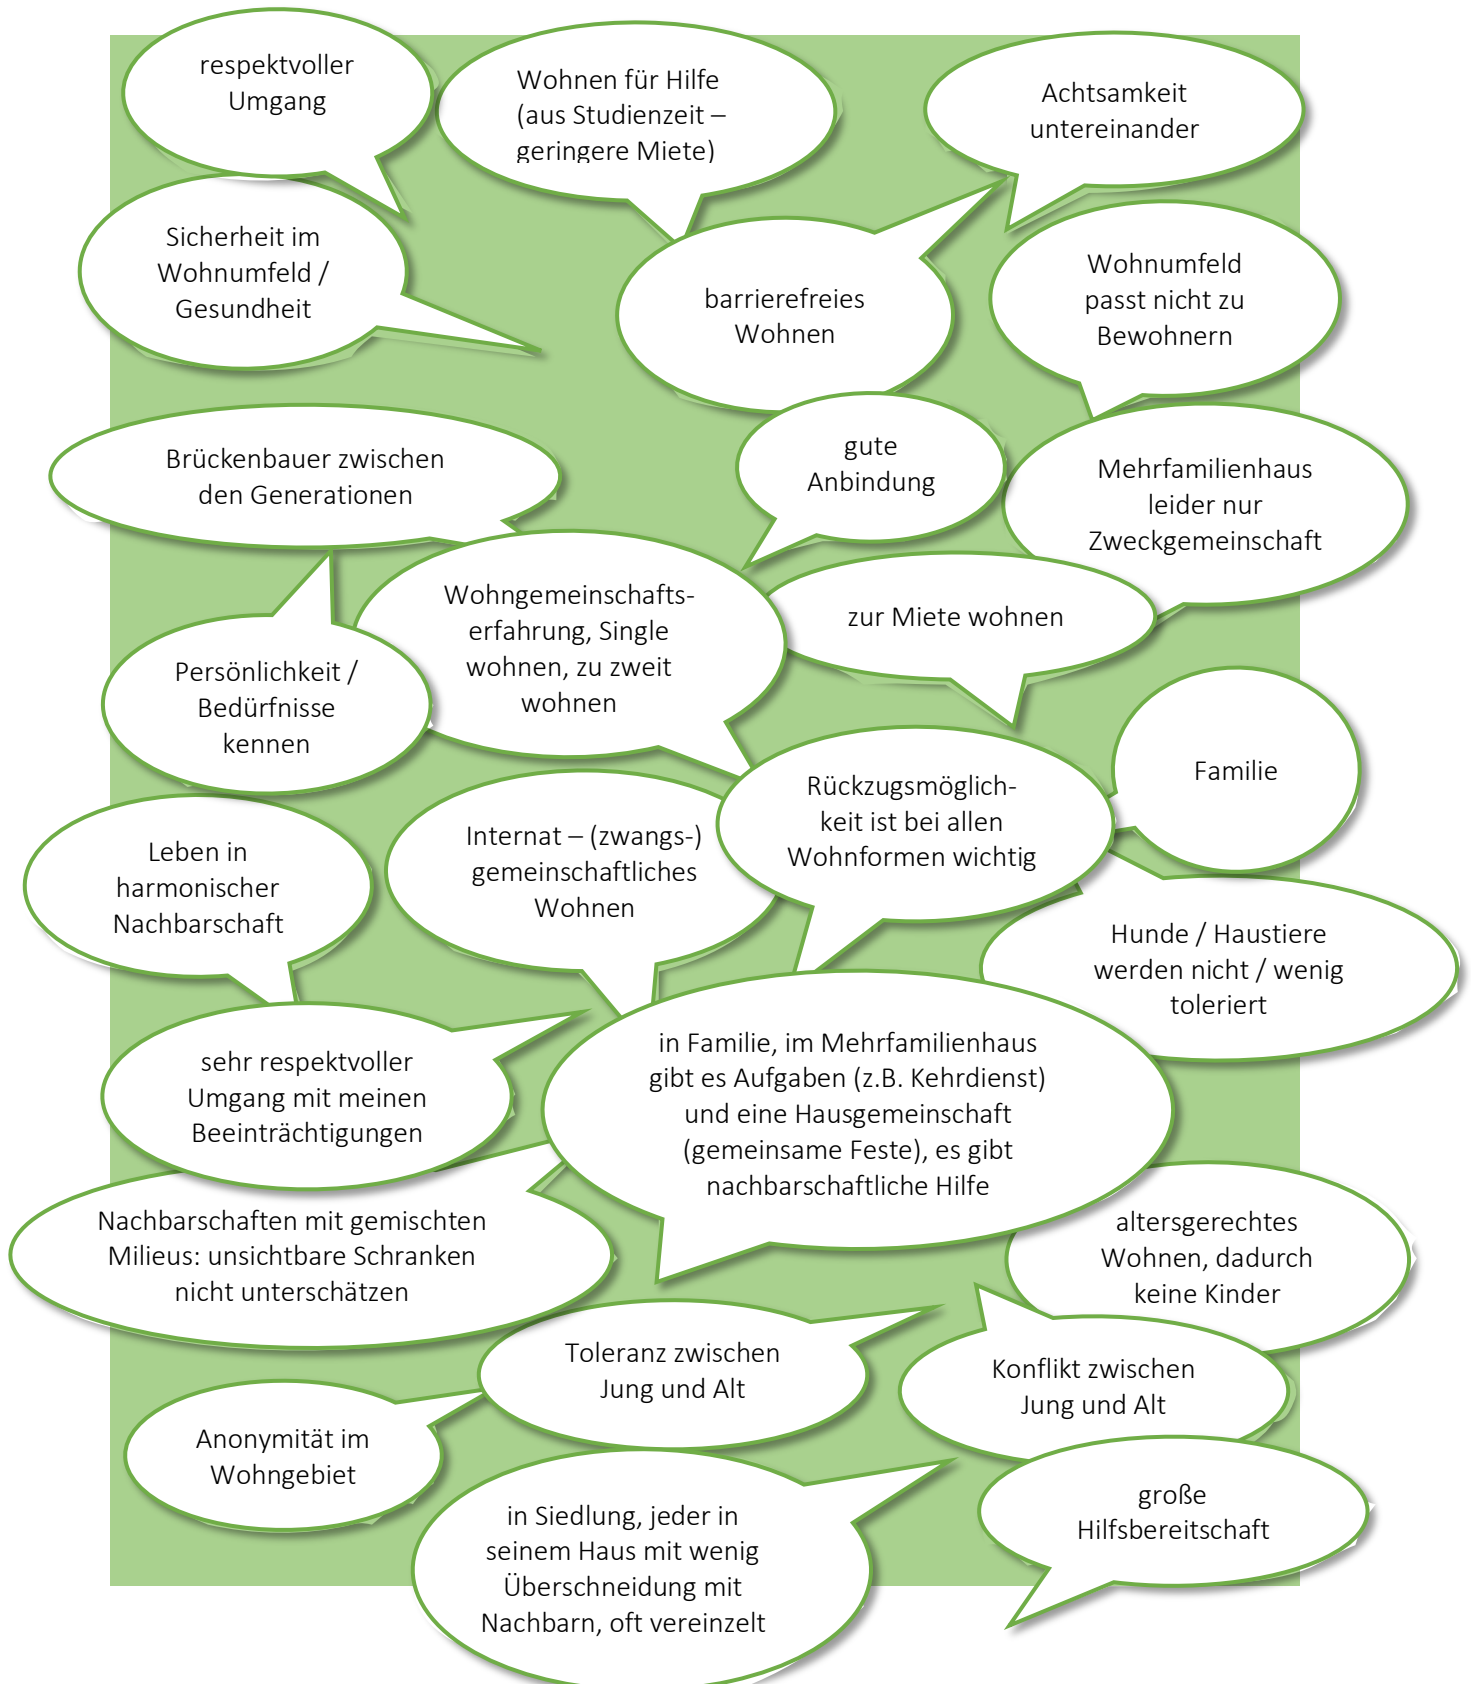 respektvoller
Umgang
Wohnen für Hilfe
(aus Studienzeit –
geringere Miete)
Achtsamkeit
untereinander
Sicherheit im
Wohnumfeld /
Gesundheit
barrierefreies
Wohnen
Wohnumfeld
passt nicht zu
Bewohnern
Brückenbauer zwischen
den Generationen
gute
Anbindung
Mehrfamilienhaus
leider nur
Zweckgemeinschaft
Wohngemeinschafts-
erfahrung, Single
wohnen, zu zweit
wohnen
zur Miete wohnen
Persönlichkeit /
Bedürfnisse
kennen
Rückzugsmöglich-
keit ist bei allen
Wohnformen wichtig
Familie
Leben in
harmonischer
Nachbarschaft
Internat – (zwangs-)
gemeinschaftliches
Wohnen
Hunde / Haustiere
werden nicht / wenig
toleriert
sehr respektvoller
Umgang mit meinen
Beeinträchtigungen
in Familie, im Mehrfamilienhaus
gibt es Aufgaben (z.B. Kehrdienst)
und eine Hausgemeinschaft
(gemeinsame Feste), es gibt
nachbarschaftliche Hilfe
Nachbarschaften mit gemischten
Milieus: unsichtbare Schranken
nicht unterschätzen
altersgerechtes
Wohnen, dadurch
keine Kinder
Toleranz zwischen
Jung und Alt
Konflikt zwischen
Jung und Alt
Anonymität im
Wohngebiet
in Siedlung, jeder in
seinem Haus mit wenig
Überschneidung mit
Nachbarn, oft vereinzelt
große
Hilfsbereitschaft